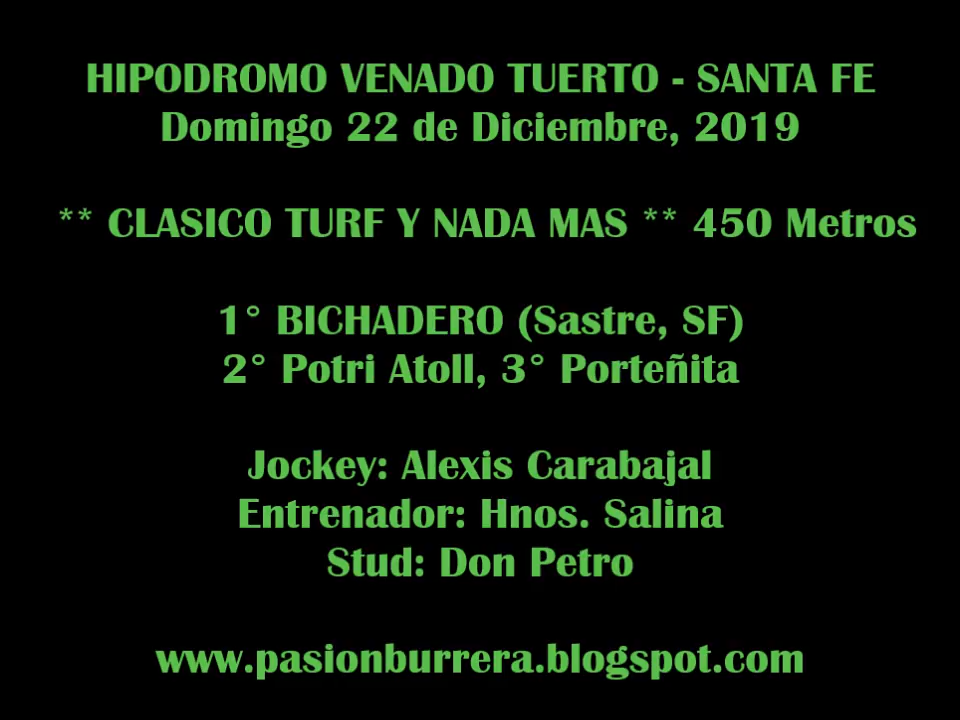 HIPODROMO VENADO TUERTO - SANTA FE
Domingo 22 de Diciembre, 2019
** CLASICO TURF Y NADA MAS ** 450 Metros
1° BICHADERO (Sastre, SF)
2° Potri Atoll, 3° Porteñita
Jockey: Alexis Carabajal
Entrenador: Hnos. Salina
Stud: Don Petro
www.pasionburrera.blogspot.com